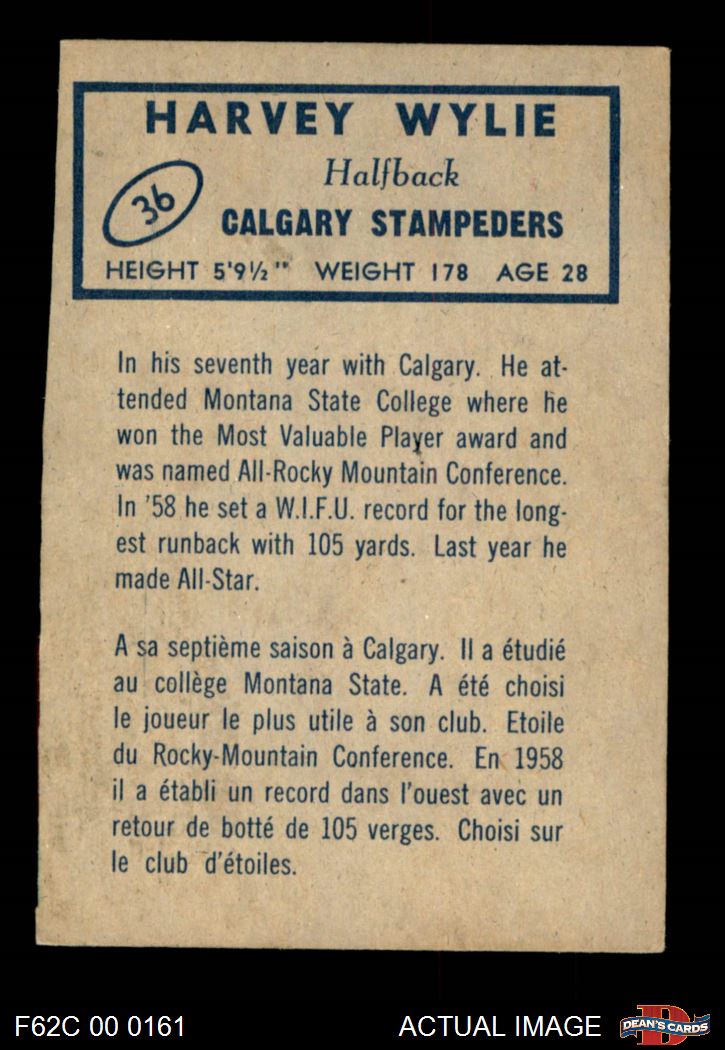 HARVEY WYLIE
Halfback
36
CALGARY STAMPEDERS
HEIGHT 5'9½'" WEIGHT 178 AGE 28
In his seventh year with Calgary. He at-
tended Montana State College where he
won the Most Valuable Player award and
was named All-Rocky Mountain Conference.
In '58 he set a W.I.F.U. record for the long-
est runback with 105 yards. Last year he
made All-Star.
A sa septième saison à Calgary. Il a étudié
au collège Montana State. A été choisi
le joueur le plus utile à son club. Etoile
du Rocky-Mountain Conference. En 1958
il a établi un record dans l'ouest avec un
retour de botté de 105 verges. Choisi sur
le club d'étoiles.
F62C 00 0161
ACTUAL IMAGE
D
DEAN'S CARDS